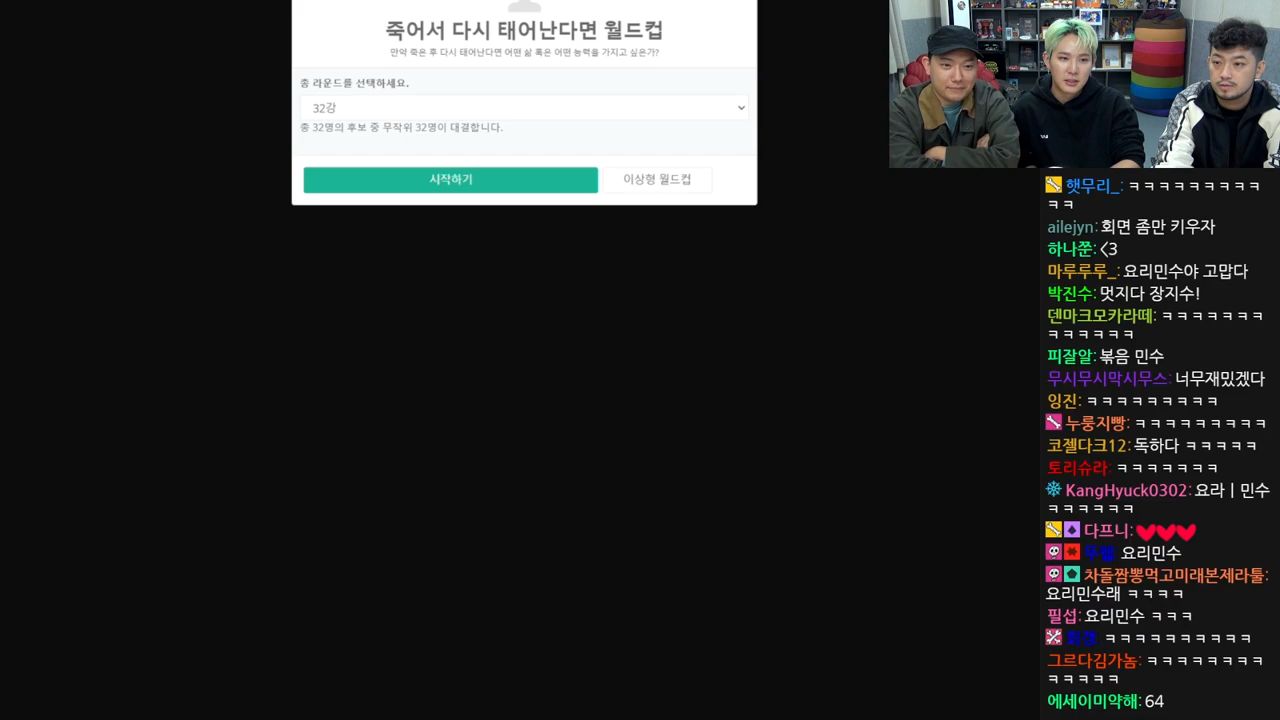 죽어서 다시 태어난다면 월드컵
만약 죽은 후 다시 태어난다면 어떤 삶 혹은 어떤 능력을 가지고 싶은가?
총 라운드를 선택하세요.
32강
총 32명의 후보 중 무작위 32명이 대결합니다.
시작하기
이상형 월드컵
햇무리_: ㅋㅋㅋㅋㅋㅋㅋㅋㅋ
ㅋㅋ
ailejyn: 회면 좀만 키우자
하나쭌: <3
마루루루_: 요리민수야 고맙다
박진수: 멋지다 장지수!
덴마크모카라떼: ㅋㅋㅋㅋㅋㅋㅋ
ㅋㅋㅋㅋㅋㅋ
피잘알: 볶음 민수
무시무시막시무스: 너무재밌겠다
잉진: ㅋㅋㅋㅋㅋㅋㅋㅋㅋ
누룽지빵: ㅋㅋㅋㅋㅋㅋㅋㅋㅋ
코젤다크12: 독하다 ㅋㅋㅋㅋㅋ
토리슈라: ㅋㅋㅋㅋㅋㅋㅋ
KangHyuck0302: 요라ㅣ민수
ㅋㅋㅋㅋㅋㅋ
다프니: ♥♥♥
요리민수
차돌짬뽕먹고미래본제라툴:
요리민수래 ㅋㅋㅋㅋ
필섭: 요리민수 ㅋㅋㅋ
ㅋㅋㅋㅋㅋㅋㅋㅋㅋㅋ
그르다김가놈: ㅋㅋㅋㅋㅋㅋㅋㅋ
ㅋㅋㅋㅋㅋ
에세이미약해: 64